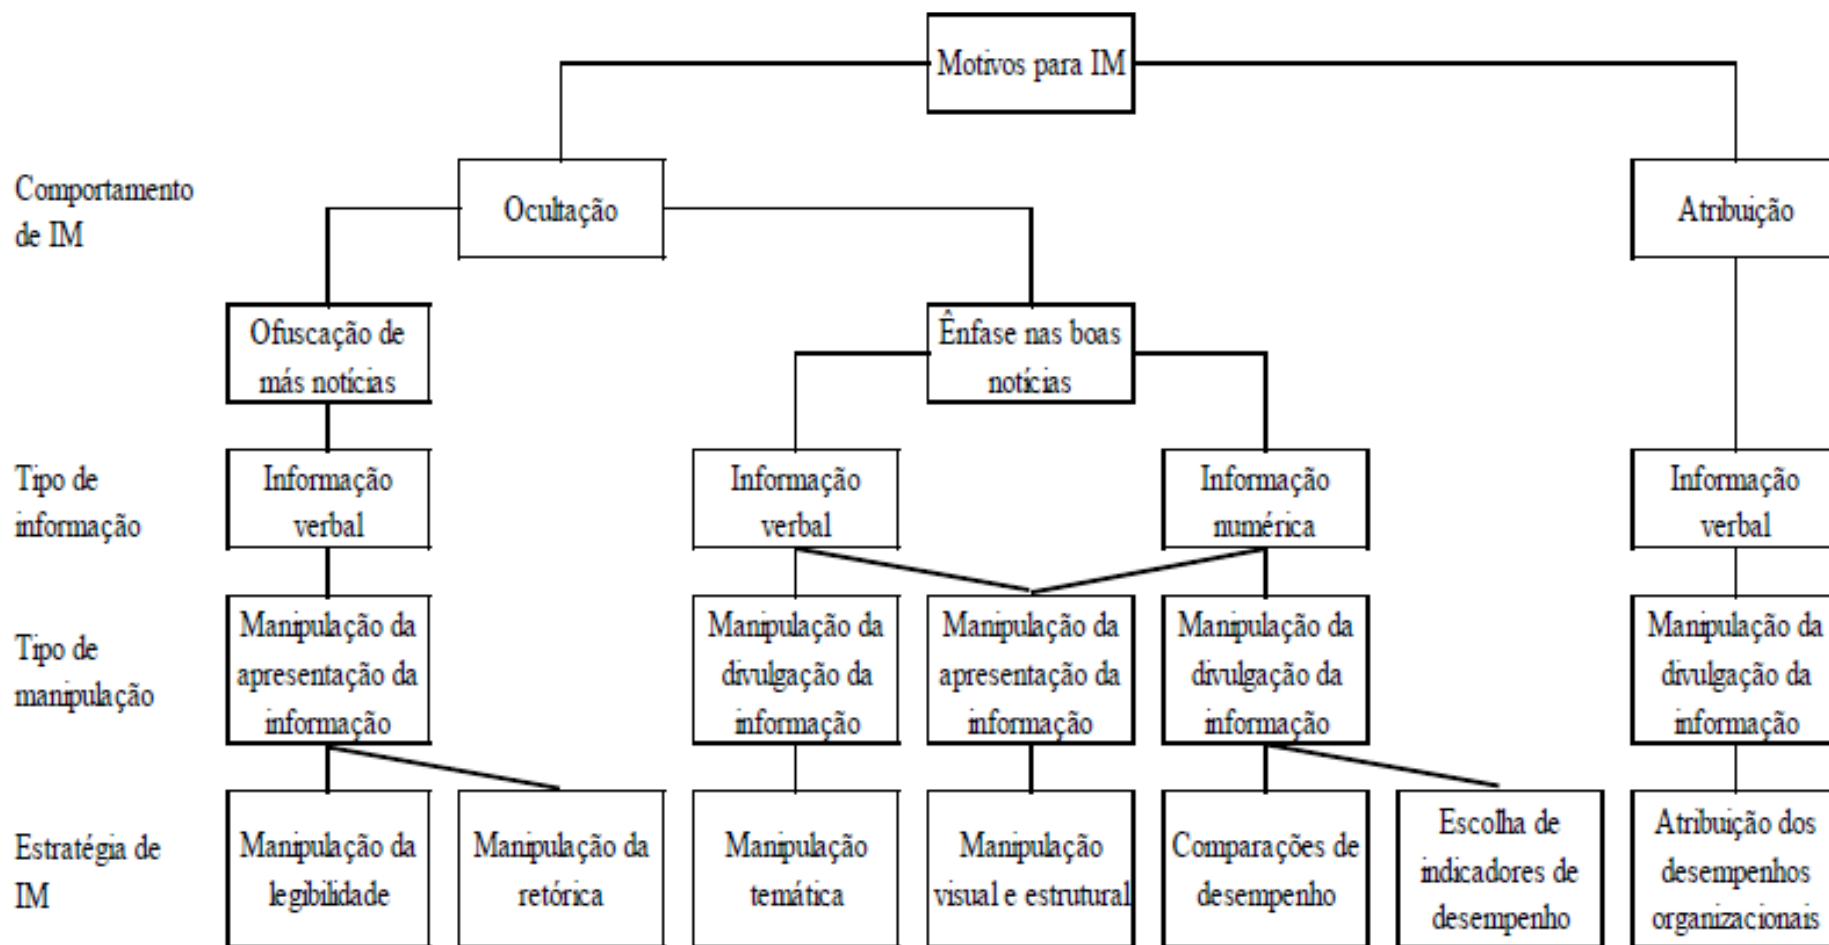 Motivos para IM
Comportamento
de IM
Ocultação
Atribuição
Ofuscação de
más notícias
Ênfase nas boas
notícias
Tipo de
informação
Informação
verbal
Informação
verbal
Informação
numérica
Informação
verbal
Tipo de
manipulação
Manipulação da
apresentação da
informação
Manipulação da
divulgação da
informação
Manipulação da
apresentação da
informação
Manipulação da
divulgação da
informação
Manipulação da
divulgação da
informação
Estratégia de
IM
Manipulação da
legibilidade
Manipulação da
retórica
Manipulação
temática
Manipulação
visual e estrutural
Comparações de
desempenho
Escolha de
indicadores de
desempenho
Atribuição dos
desempenhos
organizacionais